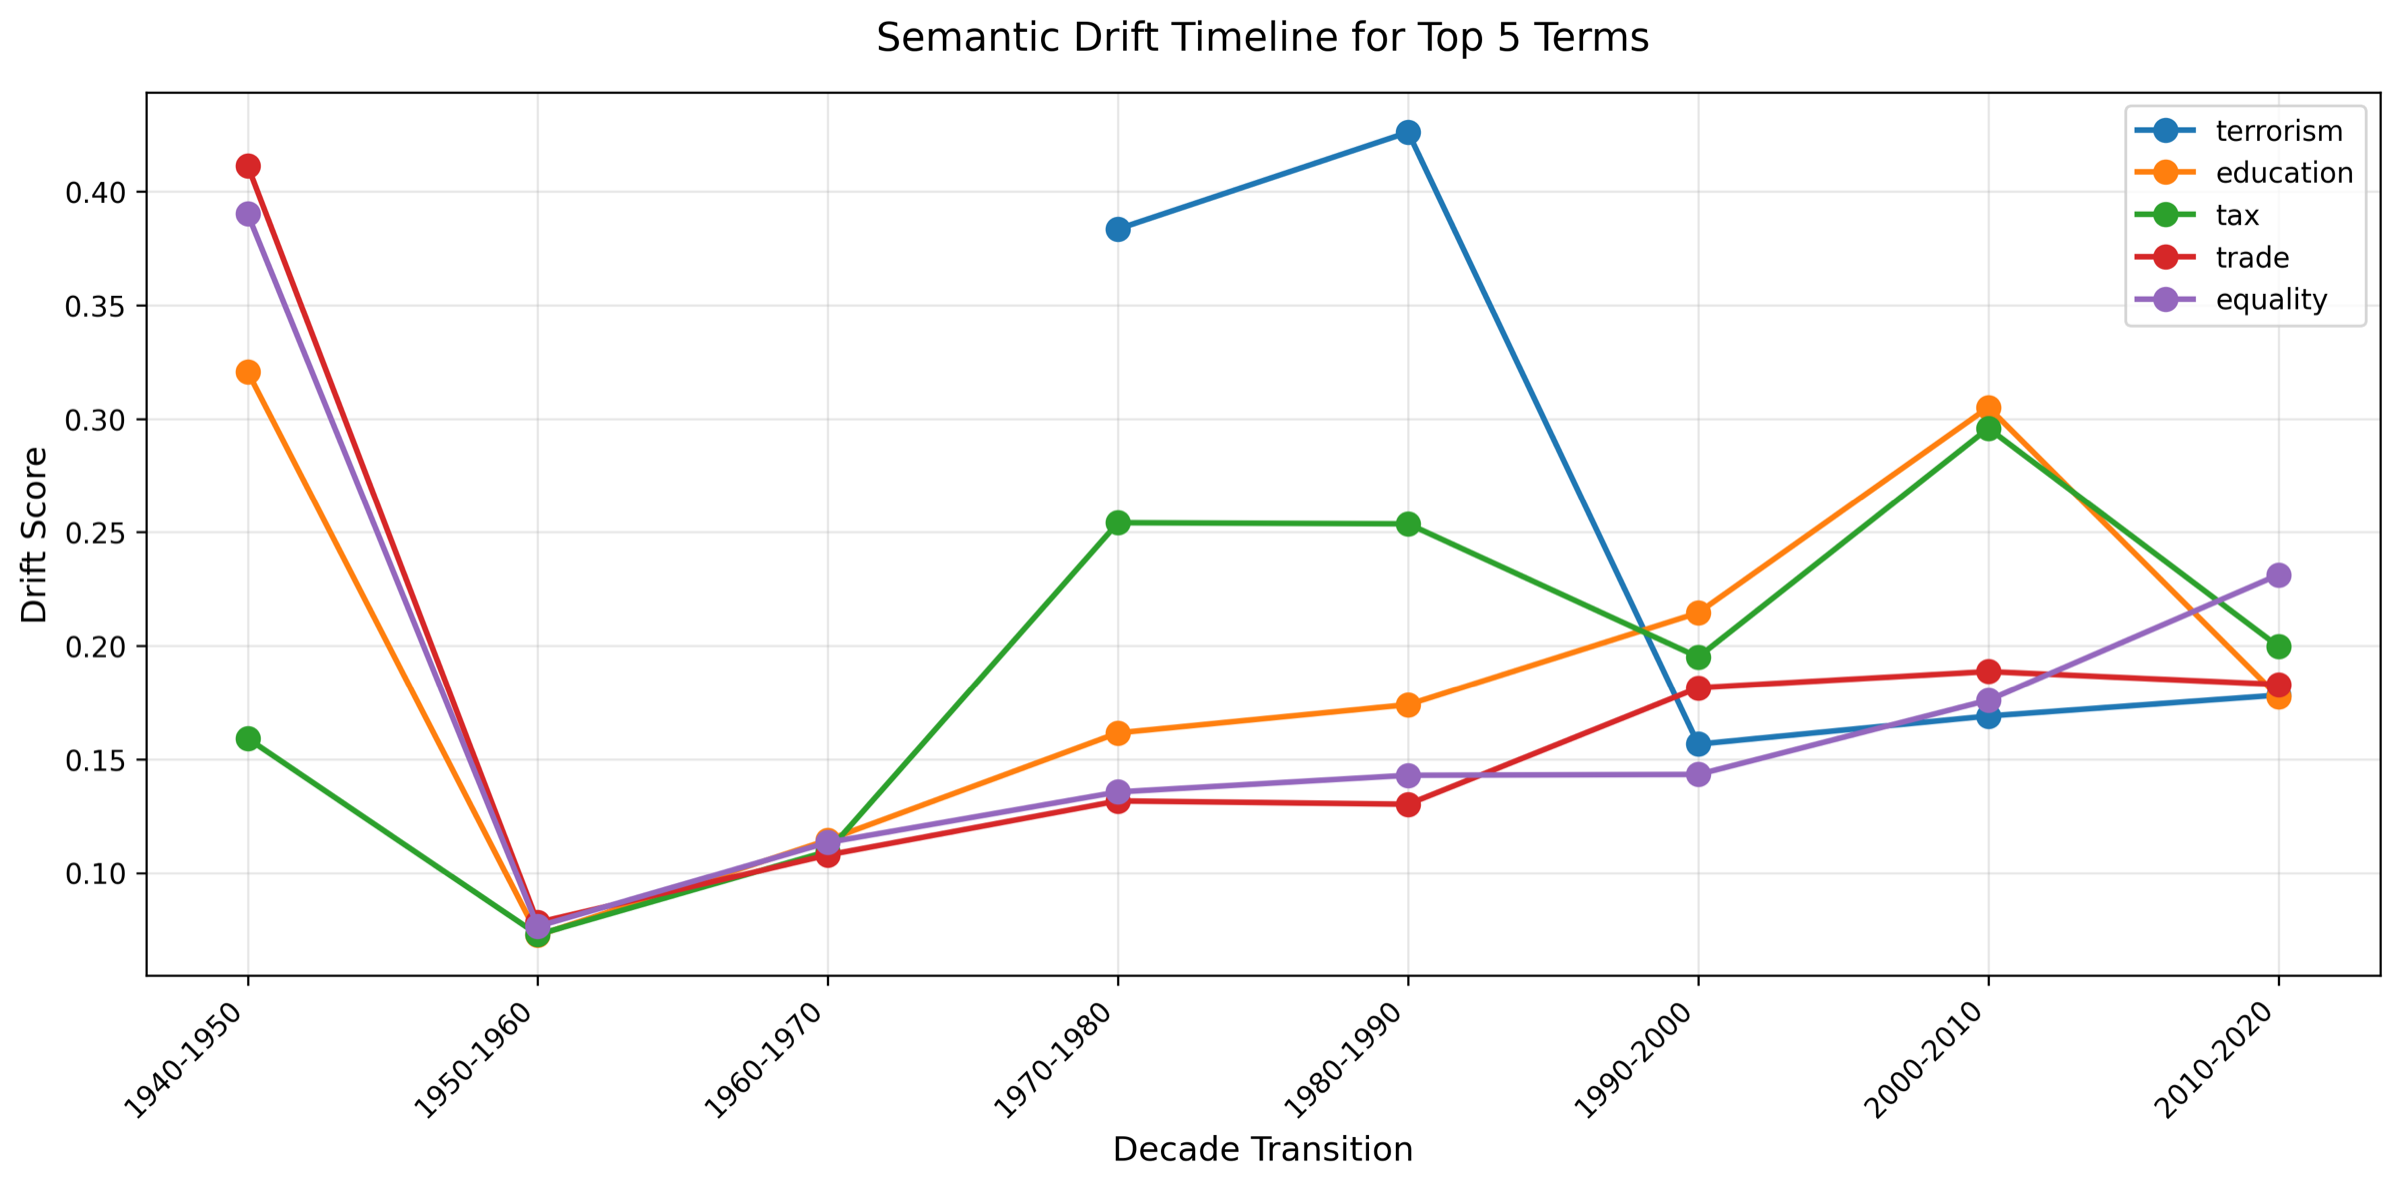 Semantic Drift Timeline for Top 5 Terms
terrorism
education
tax
trade
equality
Drift Score
0.40
0.35
0.30
0.25
0.20
0.15
0.10
1940-1950
1950-1960
1960-1970
1970-1980
1980-1990
1990-2000
2000-2010
2010-2020
Decade Transition